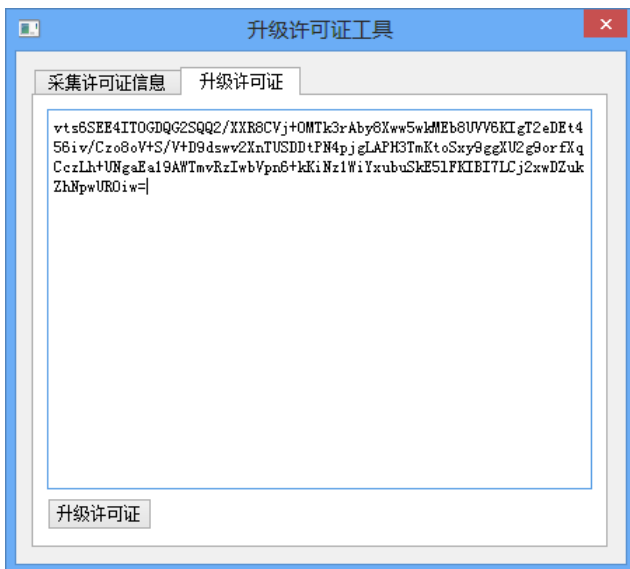 升级许可证工具
采集许可证信息
升级许可证
vts6SEE4ITOGDQG2SQQ2/XXR8CVj+OMTk3rAby8Xww5wkMEb8UVV6KIgT2eDEt4
56iv/Czo8oV+S/V+D9dswv2XnTUSDDtPN4pjgLAPH3TmKtoSxy9ggXU2g9orfXq
CczLh+UNgaEa19AWTmvRzIwbVpn6+kKiNz1WiYxubuSkE51FKIBI7LCj2xwDZuk
ZhNpwUROiw=
升级许可证